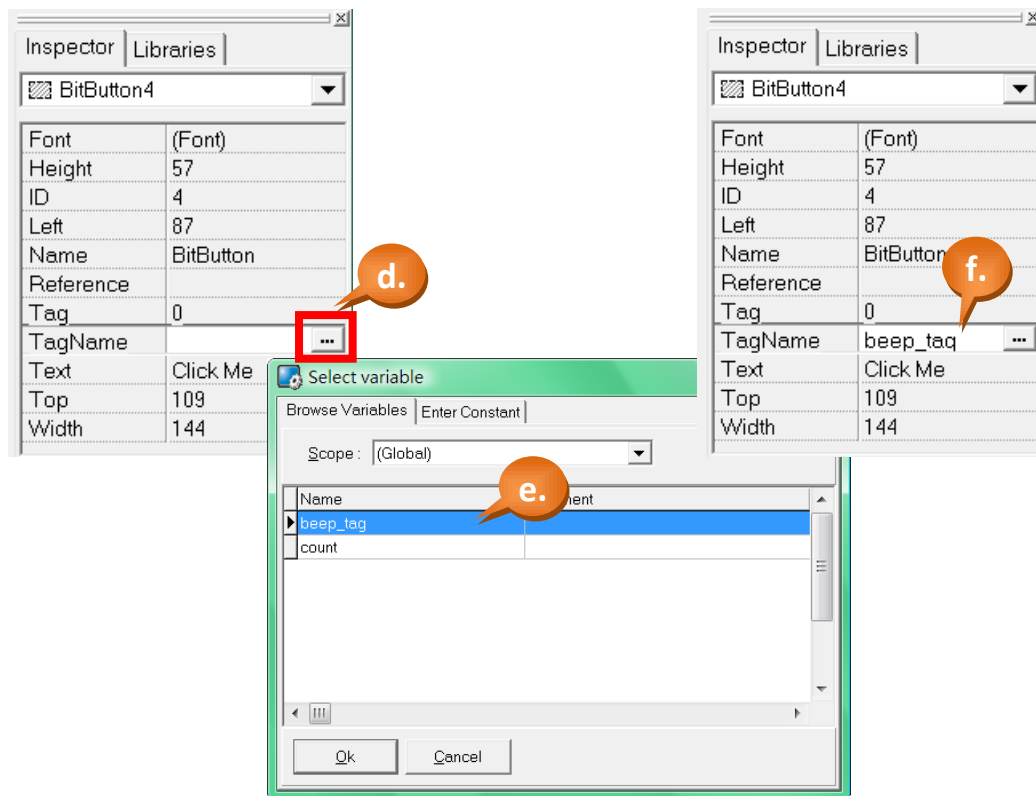 Inspector Libraries
BitButton4
Font (Font)
Height 57
ID 4
Left 87
Name BitButton
Reference
Tag 0
TagName ...
Text Click Me
Top 109
Width 144
d.
Select variable
Browse Variables Enter Constant
Scope : (Global)
Name ment
beep_tag
count
e.
Ok Cancel
Inspector Libraries
BitButton4
Font (Font)
Height 57
ID 4
Left 87
Name BitButton
Reference
Tag 0
TagName beep_tag ...
Text Click Me
Top 109
Width 144
f.